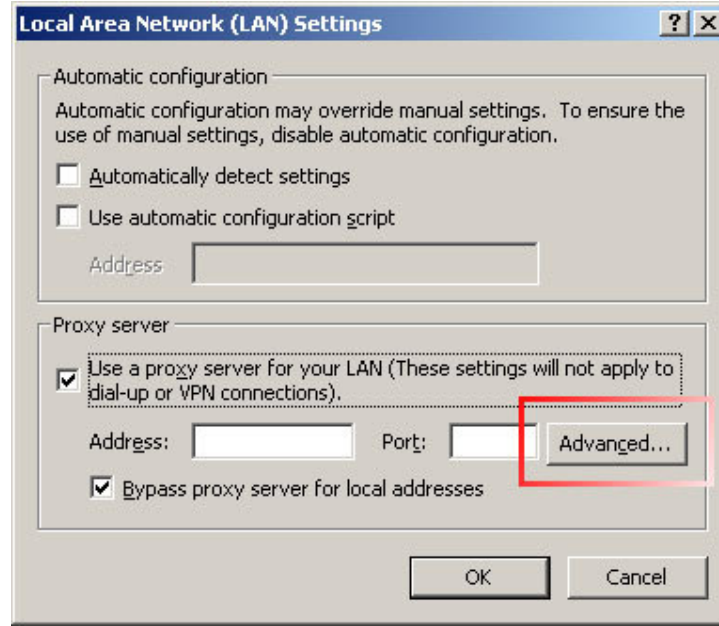 Local Area Network (LAN) Settings
Automatic configuration
Automatic configuration may override manual settings. To ensure the
use of manual settings, disable automatic configuration.
Automatically detect settings
Use automatic configuration script
Address
Proxy server
Use a proxy server for your LAN (These settings will not apply to
dial-up or VPN connections).
Address: Port: Advanced...
Bypass proxy server for local addresses
OK Cancel